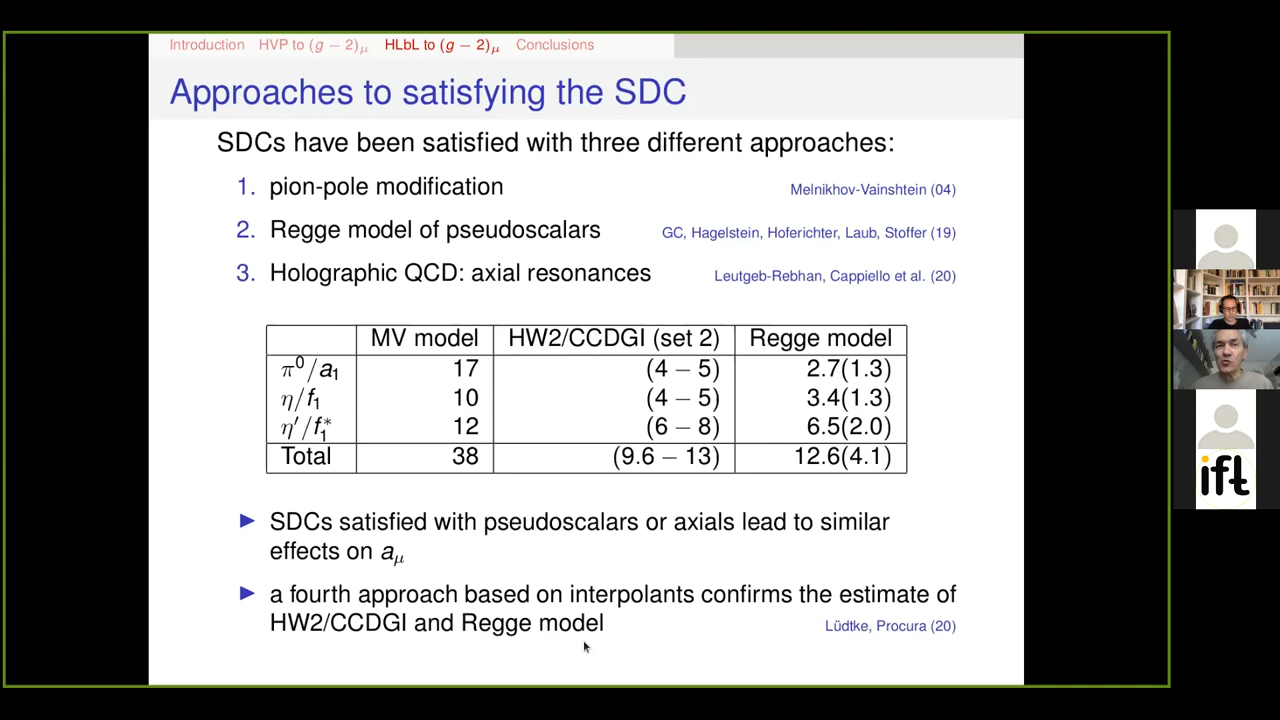 Introduction HVP to (g − 2)μ HLbL to (g − 2)μ Conclusions
Approaches to satisfying the SDC
SDCs have been satisfied with three different approaches:
1. pion-pole modification Melnikhov-Vainshtein (04)
2. Regge model of pseudoscalars GC, Hagelstein, Hoferichter, Laub, Stoffer (19)
3. Holographic QCD: axial resonances Leutgeb-Rebhan, Cappiello et al. (20)
MV model HW2/CCDGI (set 2) Regge model
π⁰/a₁ 17 (4 − 5) 2.7(1.3)
η/f₁ 10 (4 − 5) 3.4(1.3)
η′/f₁* 12 (6 − 8) 6.5(2.0)
Total 38 (9.6 − 13) 12.6(4.1)
▶ SDCs satisfied with pseudoscalars or axials lead to similar
effects on aμ
▶ a fourth approach based on interpolants confirms the estimate of
HW2/CCDGI and Regge model Lüdtke, Procura (20)
ift